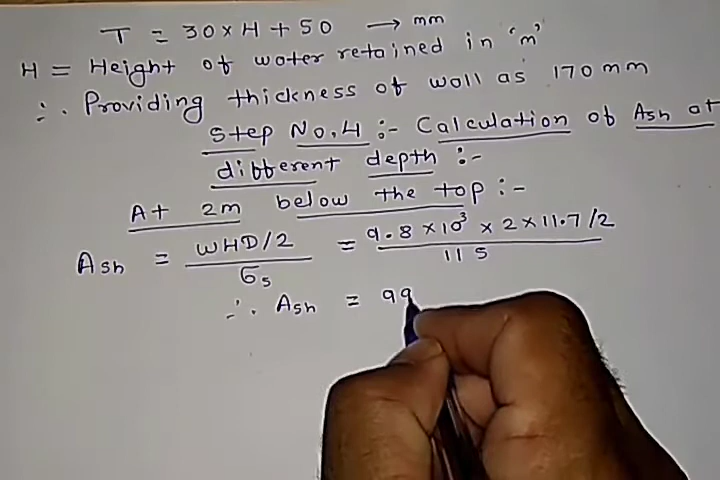 T = 30 × H + 50 → mm
H = Height of water retained in 'm'
∴ Providing thickness of wall as 170 mm
Step No.4 :- Calculation of Ash at
different depth :-
At 2m below the top :-
Ash = WHD/2 / σs = 9.8 × 10³ × 2 × 11.7/2 / 115
∴ Ash = 99